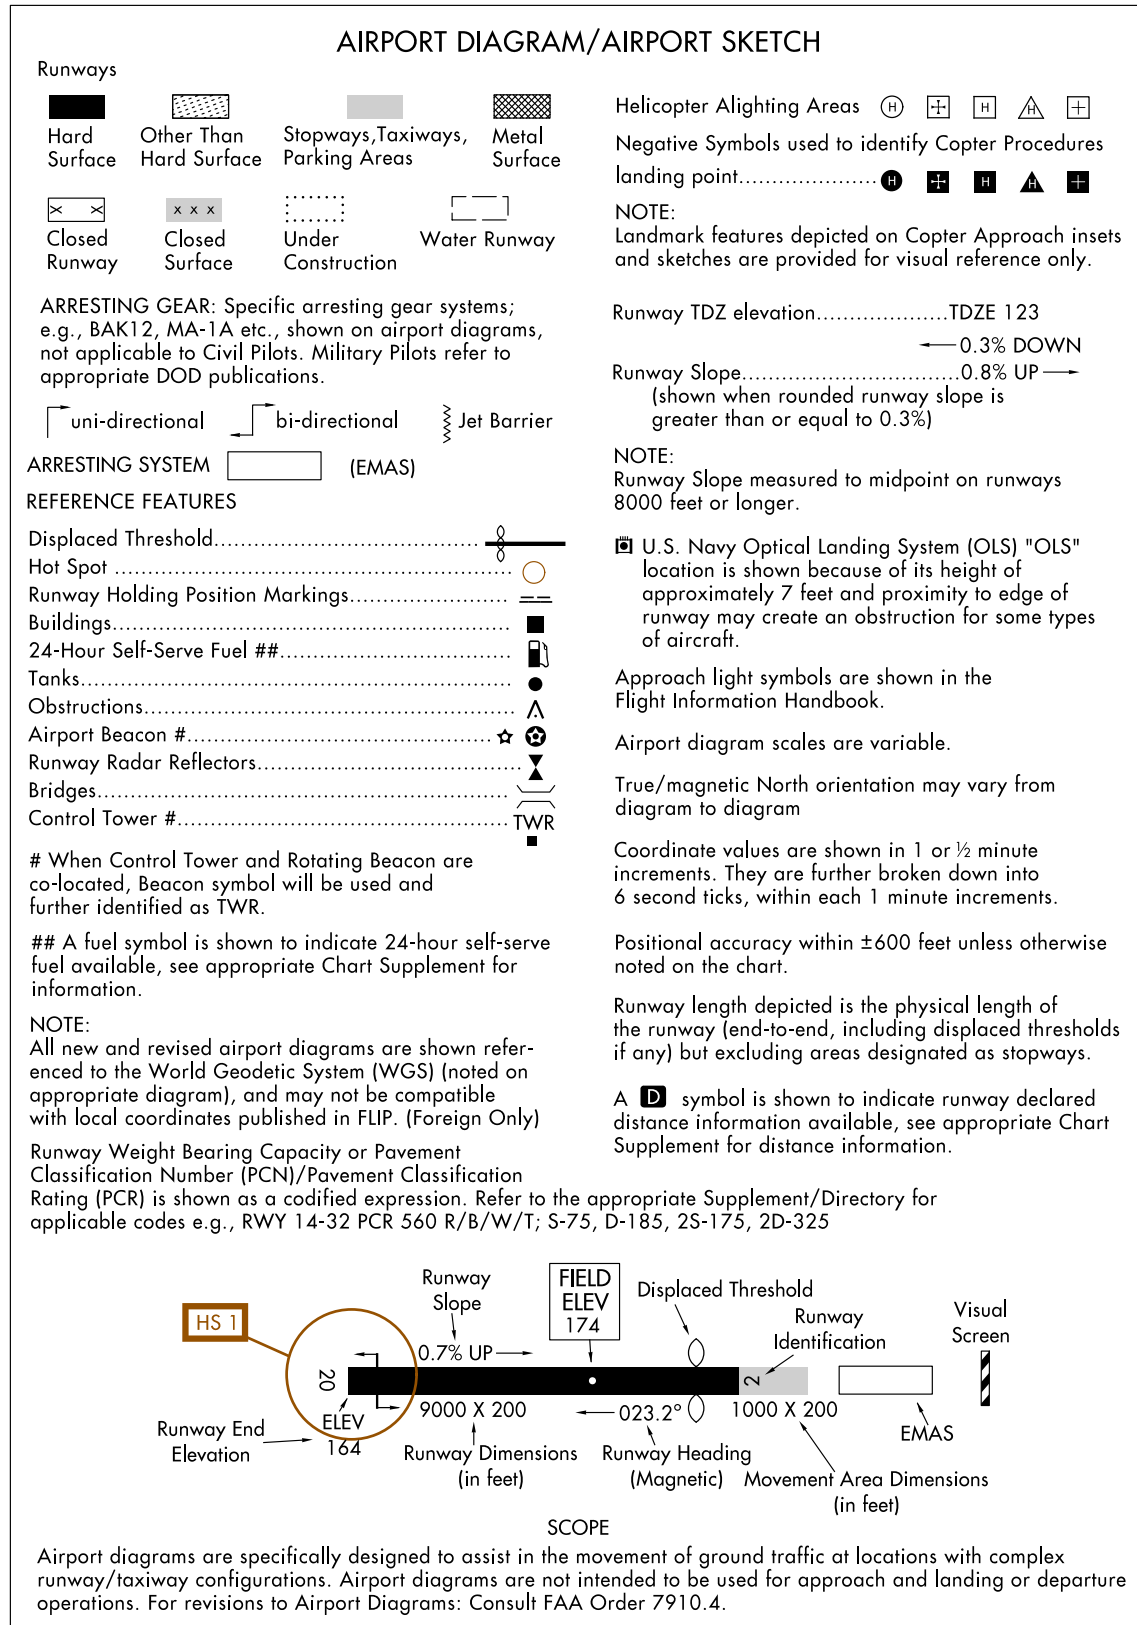 AIRPORT DIAGRAM/AIRPORT SKETCH
Runways
Hard
Surface
Other Than
Hard Surface
Stopways,Taxiways,
Parking Areas
Metal
Surface
x x
Closed
Runway
x x x
Closed
Surface
Under
Construction
Water Runway
ARRESTING GEAR: Specific arresting gear systems;
e.g., BAK12, MA-1A etc., shown on airport diagrams,
not applicable to Civil Pilots. Military Pilots refer to
appropriate DOD publications.
uni-directional
bi-directional
Jet Barrier
ARRESTING SYSTEM (EMAS)
REFERENCE FEATURES
Displaced Threshold......................................
Hot Spot .........................................................
Runway Holding Position Markings......................
Buildings.........................................................
24-Hour Self-Serve Fuel ##.................................
Tanks..............................................................
Obstructions.....................................................
Airport Beacon #...........................................
Runway Radar Reflectors....................................
Bridges...........................................................
Control Tower #............................................... TWR
# When Control Tower and Rotating Beacon are
co-located, Beacon symbol will be used and
further identified as TWR.
## A fuel symbol is shown to indicate 24-hour self-serve
fuel available, see appropriate Chart Supplement for
information.
NOTE:
All new and revised airport diagrams are shown refer-
enced to the World Geodetic System (WGS) (noted on
appropriate diagram), and may not be compatible
with local coordinates published in FLIP. (Foreign Only)
Runway Weight Bearing Capacity or Pavement
Classification Number (PCN)/Pavement Classification
Rating (PCR) is shown as a codified expression. Refer to the appropriate Supplement/Directory for
applicable codes e.g., RWY 14-32 PCR 560 R/B/W/T; S-75, D-185, 2S-175, 2D-325
Helicopter Alighting Areas H H H
Negative Symbols used to identify Copter Procedures
landing point.....................H H H
NOTE:
Landmark features depicted on Copter Approach insets
and sketches are provided for visual reference only.
Runway TDZ elevation....................TDZE 123
0.3% DOWN
Runway Slope.................................0.8% UP
(shown when rounded runway slope is
greater than or equal to 0.3%)
NOTE:
Runway Slope measured to midpoint on runways
8000 feet or longer.
U.S. Navy Optical Landing System (OLS) "OLS"
location is shown because of its height of
approximately 7 feet and proximity to edge of
runway may create an obstruction for some types
of aircraft.
Approach light symbols are shown in the
Flight Information Handbook.
Airport diagram scales are variable.
True/magnetic North orientation may vary from
diagram to diagram
Coordinate values are shown in 1 or ½ minute
increments. They are further broken down into
6 second ticks, within each 1 minute increments.
Positional accuracy within ±600 feet unless otherwise
noted on the chart.
Runway length depicted is the physical length of
the runway (end-to-end, including displaced thresholds
if any) but excluding areas designated as stopways.
A D symbol is shown to indicate runway declared
distance information available, see appropriate Chart
Supplement for distance information.
HS 1
Runway
Slope
0.7% UP
FIELD
ELEV
174
Displaced Threshold
Runway
Identification
Visual
Screen
20
2
ELEV
164
Runway End
Elevation
9000 X 200
Runway Dimensions
(in feet)
023.2°
Runway Heading
(Magnetic)
1000 X 200
Movement Area Dimensions
(in feet)
EMAS
SCOPE
Airport diagrams are specifically designed to assist in the movement of ground traffic at locations with complex
runway/taxiway configurations. Airport diagrams are not intended to be used for approach and landing or departure
operations. For revisions to Airport Diagrams: Consult FAA Order 7910.4.